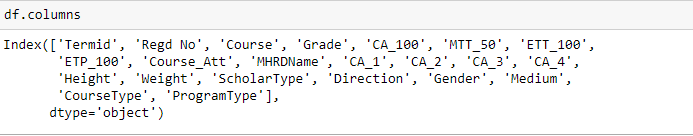 df.columns
Index(['Termid', 'Regd No', 'Course', 'Grade', 'CA_100', 'MTT_50', 'ETT_100',
'ETP_100', 'Course_Att', 'MHRDName', 'CA_1', 'CA_2', 'CA_3', 'CA_4',
'Height', 'Weight', 'ScholarType', 'Direction', 'Gender', 'Medium',
'CourseType', 'ProgramType'],
dtype='object')